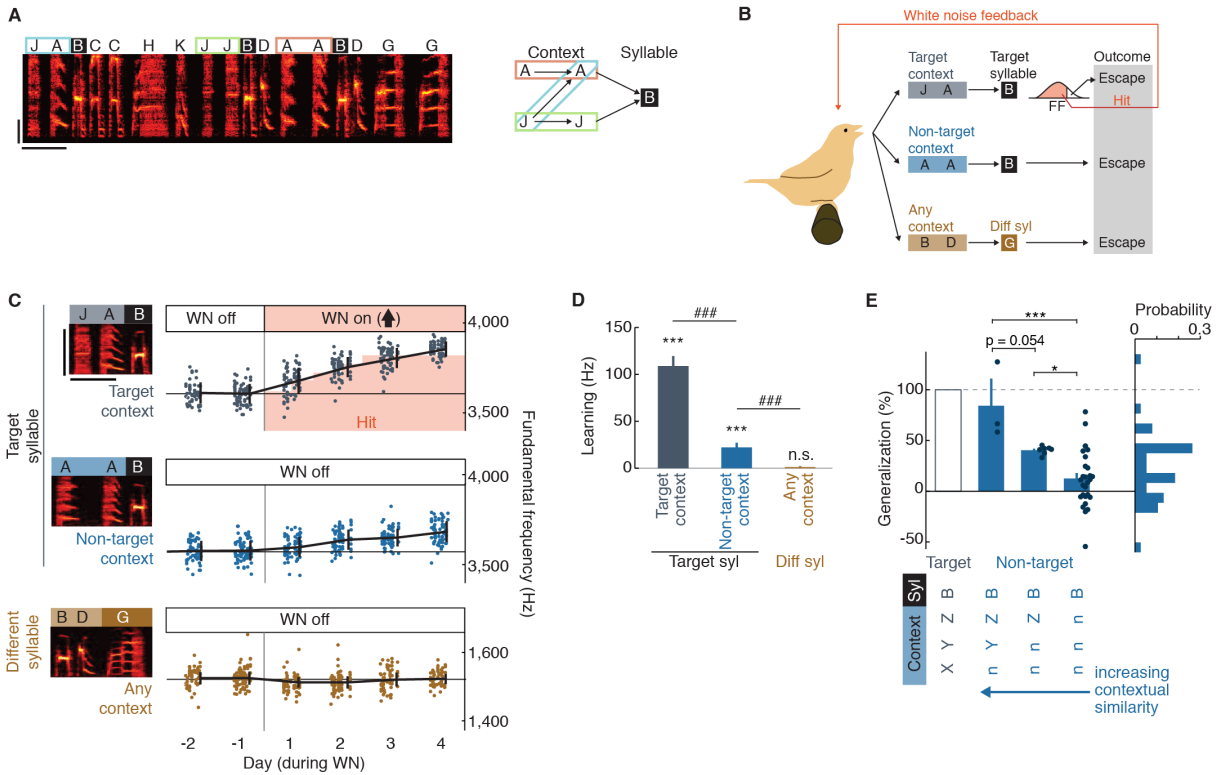 A
J A B C C H K J J B D A A B D G G
Context Syllable
A A
B
J J
B
White noise feedback
Target context
J A
Target syllable
B
FF
Hit
Outcome
Escape
Non-target context
A A
B
Escape
Any context
B D
Diff syl
G
Escape
C
Target syllable
J A B
Target context
WN off
WN on ( )
Hit
4,000
3,500
A A B
Non-target context
WN off
4,000
3,500
Different syllable
B D G
Any context
WN off
1,600
1,400
Fundamental frequency (Hz)
-2 -1 1 2 3 4
Day (during WN)
D
Learning (Hz)
150
100
50
0
###
***
###
***
n.s.
Target context
Non-target context
Any context
Target syl
Diff syl
E
Generalization (%)
100
50
0
-50
***
p = 0.054
*
Probability
0 0.3
Target Non-target
Syl
B B B B
Context
Z Z Z n
Y Y n n
X n n n
increasing contextual similarity